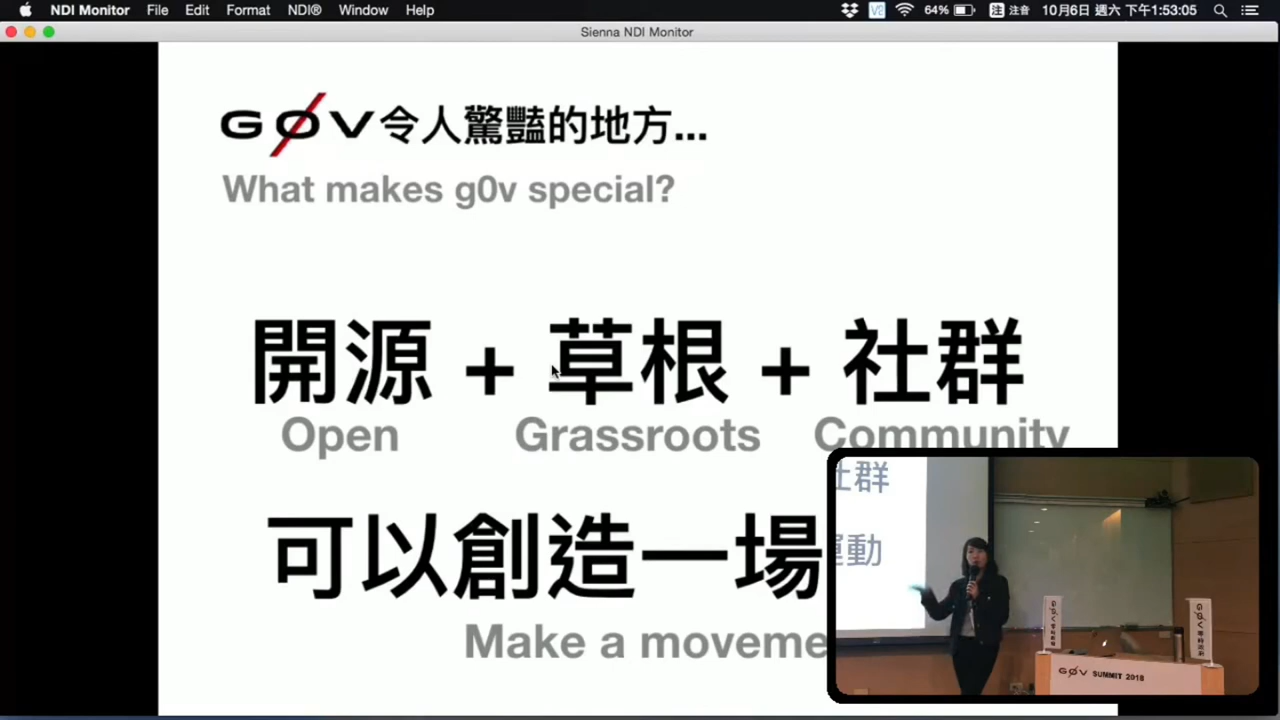 NDI Monitor File Edit Format NDI® Window Help 64% 注 注音 10月6日 週六 下午1:53:05
Sienna NDI Monitor
G0V令人驚豔的地方...
What makes g0v special?
開源 + 草根 + 社群
Open Grassroots Community
可以創造一場
Make a moveme
社群
運動
G0V SUMMIT 2018